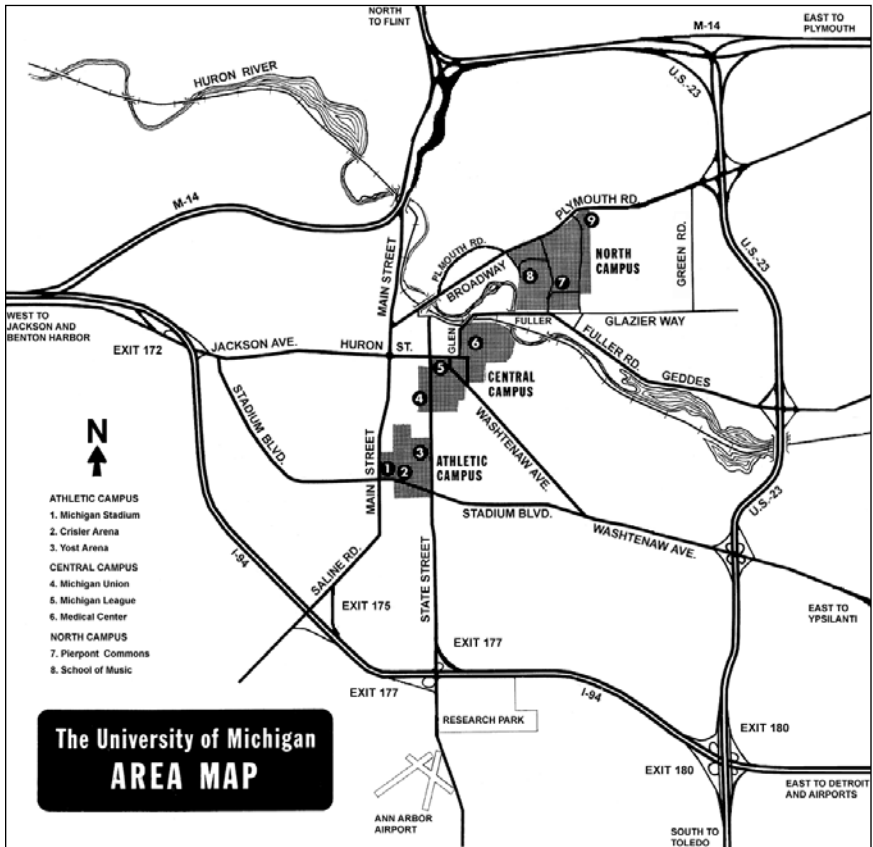 NORTH
TO FLINT
M-14
EAST TO
PLYMOUTH
HURON RIVER
U.S.-23
M-14
PLYMOUTH RD.
9
MAIN STREET
PLMOUTH RD.
BROADWAY
NORTH
CAMPUS
8
7
GREEN RD.
U.S.-23
WEST TO
JACKSON AND
BENTON HARBOR
EXIT 172
JACKSON AVE.
HURON ST.
GLEN
FULLER
GLAZIER WAY
6
5
4
CENTRAL
CAMPUS
FULLER RD.
GEDDES
STADIUM BLVD.
N
MAIN STREET
3
1
2
ATHLETIC
CAMPUS
WASHTENAW AVE.
STADIUM BLVD.
WASHTENAW AVE.
U.S.-23
ATHLETIC CAMPUS
1. Michigan Stadium
2. Crisler Arena
3. Yost Arena
CENTRAL CAMPUS
4. Michigan Union
5. Michigan League
6. Medical Center
NORTH CAMPUS
7. Pierpont Commons
8. School of Music
I-94
SALINE RD.
EXIT 175
STATE STREET
EAST TO
YPSILANTI
EXIT 177
EXIT 177
I-94
RESEARCH PARK
The University of Michigan
AREA MAP
EXIT 180
EXIT 180
EAST TO DETROIT
AND AIRPORTS
ANN ARBOR
AIRPORT
SOUTH TO
TOLEDO